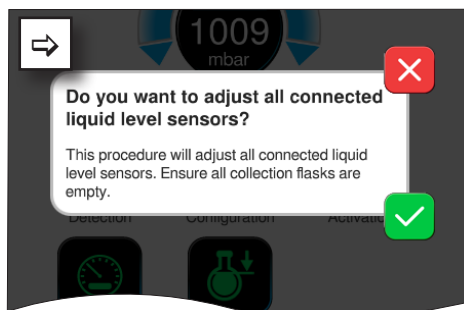 1009
mbar
Do you want to adjust all connected
liquid level sensors?
This procedure will adjust all connected liquid
level sensors. Ensure all collection flasks are
empty.
Detection Configuration